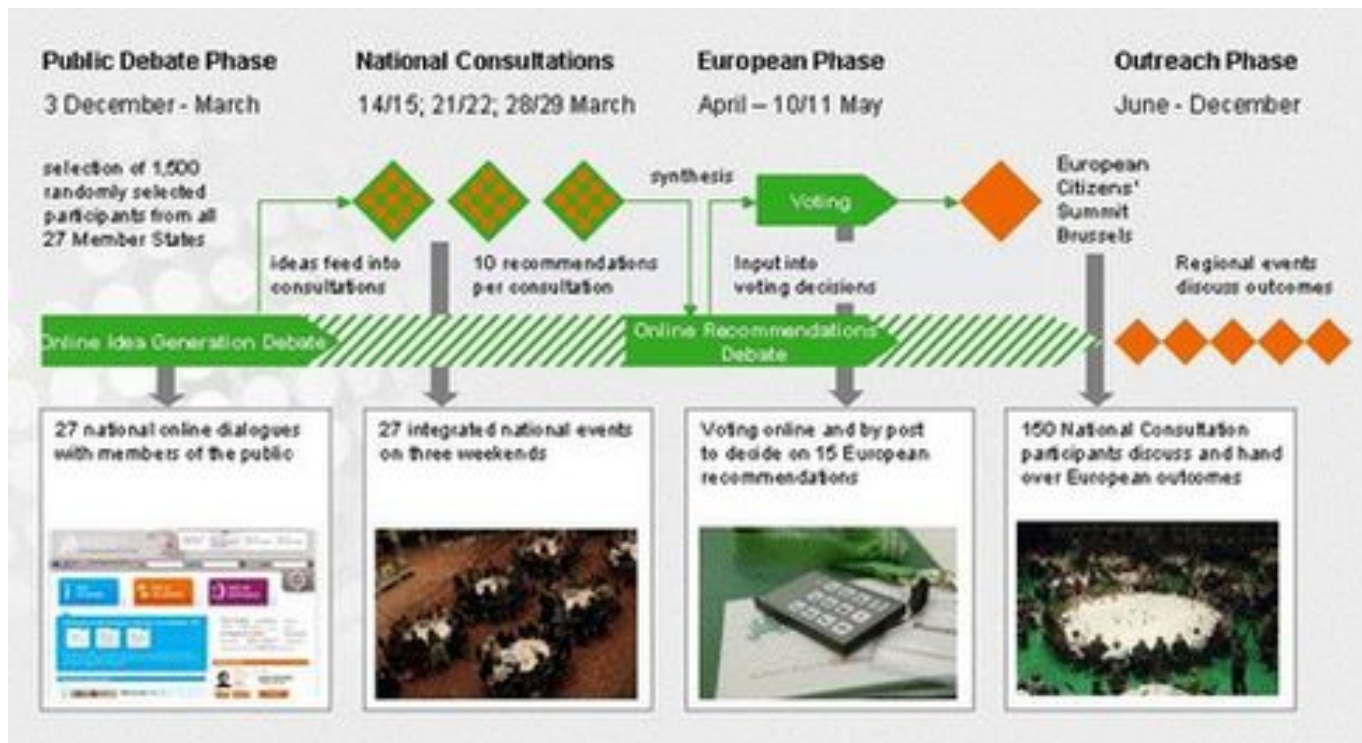 Public Debate Phase
3 December - March
National Consultations
14/15; 21/22; 28/29 March
European Phase
April – 10/11 May
Outreach Phase
June - December
selection of 1,500
randomly selected
participants from all
27 Member States
ideas feed into
consultations
10 recommendations
per consultation
synthesis
Voting
Input into
voting decisions
European
Citizens'
Summit
Brussels
Regional events
discuss outcomes
Online Idea Generation Debate
Online Recommendations
Debate
27 national online dialogues
with members of the public
27 integrated national events
on three weekends
Voting online and by post
to decide on 15 European
recommendations
150 National Consultation
participants discuss and hand
over European outcomes